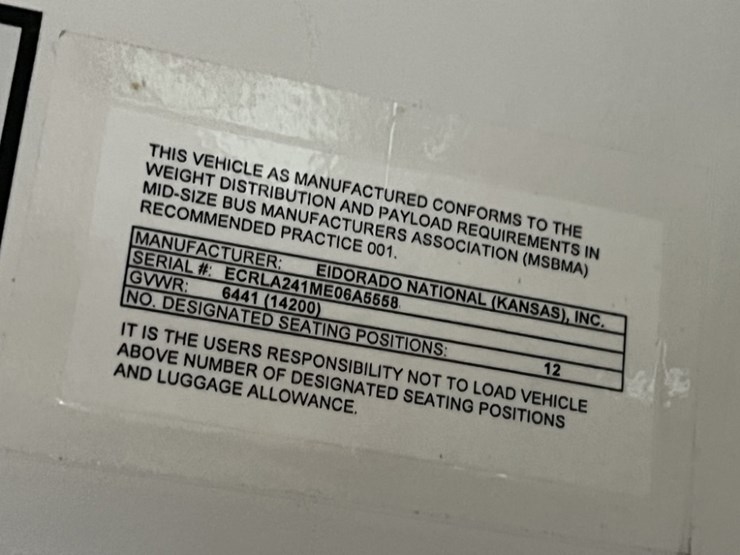 THIS VEHICLE AS MANUFACTURED CONFORMS TO THE
WEIGHT DISTRIBUTION AND PAYLOAD REQUIREMENTS IN
MID-SIZE BUS MANUFACTURERS ASSOCIATION (MSBMA)
RECOMMENDED PRACTICE 001.
MANUFACTURER: ElDORADO NATIONAL (KANSAS), INC.
SERIAL #: ECRLA241ME06A5558
GVWR: 6441 (14200)
NO. DESIGNATED SEATING POSITIONS: 12
IT IS THE USERS RESPONSIBILITY NOT TO LOAD VEHICLE
ABOVE NUMBER OF DESIGNATED SEATING POSITIONS
AND LUGGAGE ALLOWANCE.